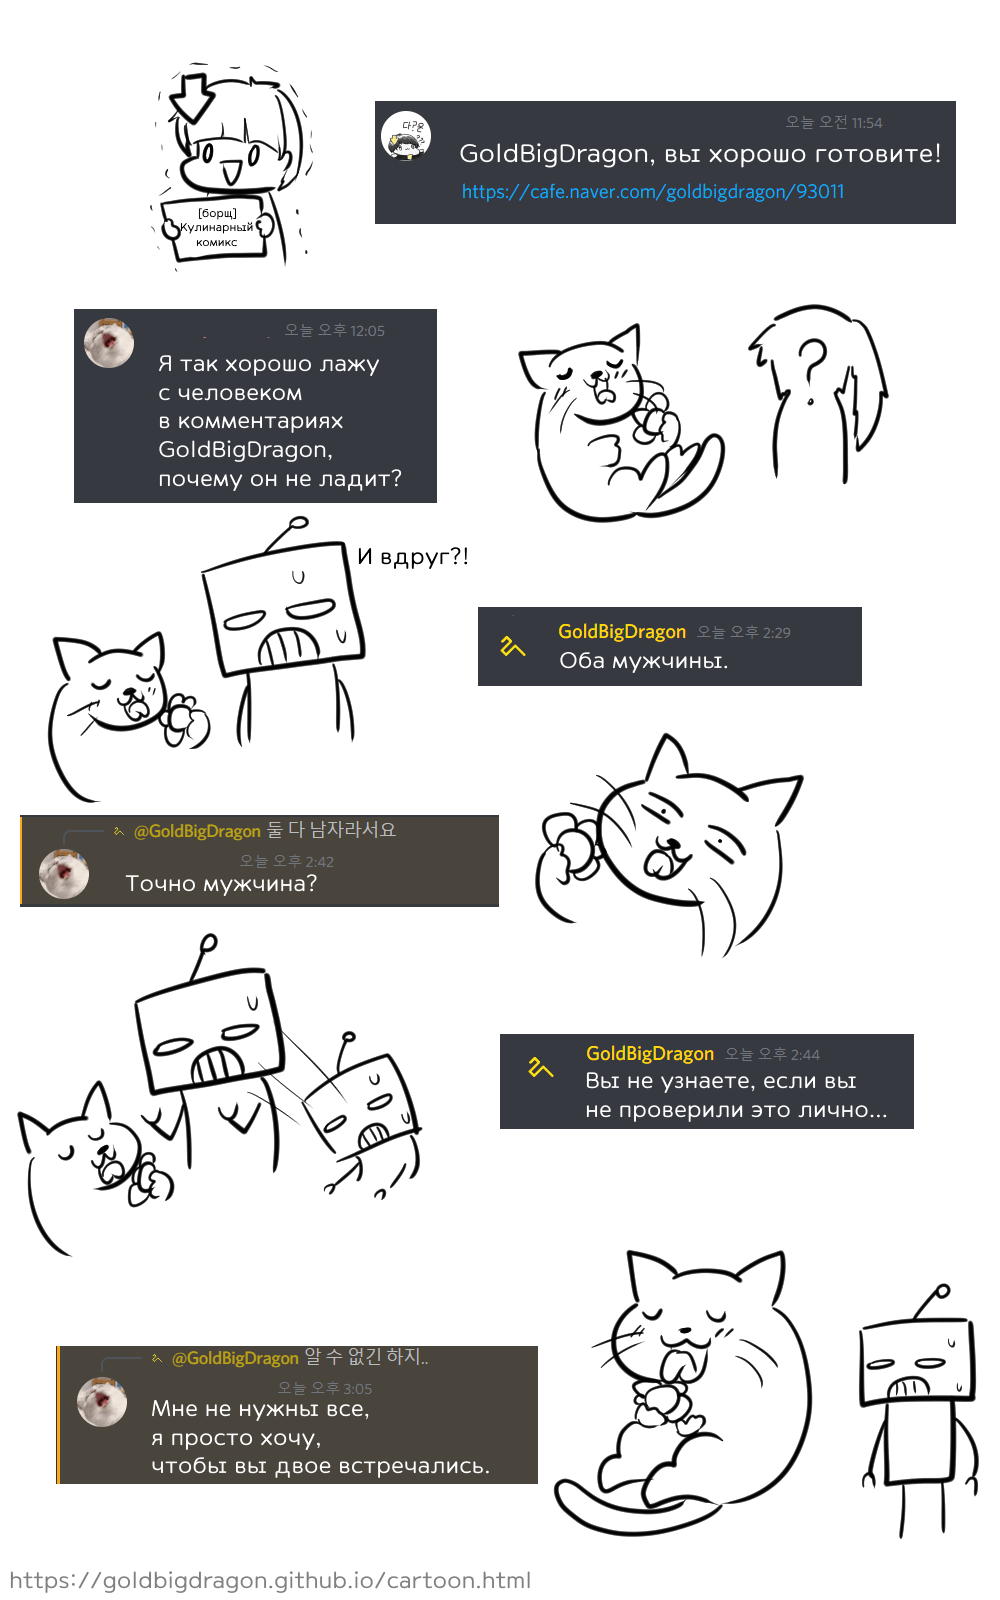 [борщ]
Кулинарный
комикс
다?은
오늘 오전 11:54
GoldBigDragon, вы хорошо готовите!
https://cafe.naver.com/goldbigdragon/93011
오늘 오후 12:05
Я так хорошо лажу
с человеком
в комментариях
GoldBigDragon,
почему он не ладит?
?
И вдруг?!
GoldBigDragon 오늘 오후 2:29
Оба мужчины.
@GoldBigDragon 둘 다 남자라서요
오늘 오후 2:42
Точно мужчина?
GoldBigDragon 오늘 오후 2:44
Вы не узнаете, если вы
не проверили это лично...
@GoldBigDragon 알 수 없긴 하지..
오늘 오후 3:05
Мне не нужны все,
я просто хочу,
чтобы вы двое встречались.
https://goldbigdragon.github.io/cartoon.html